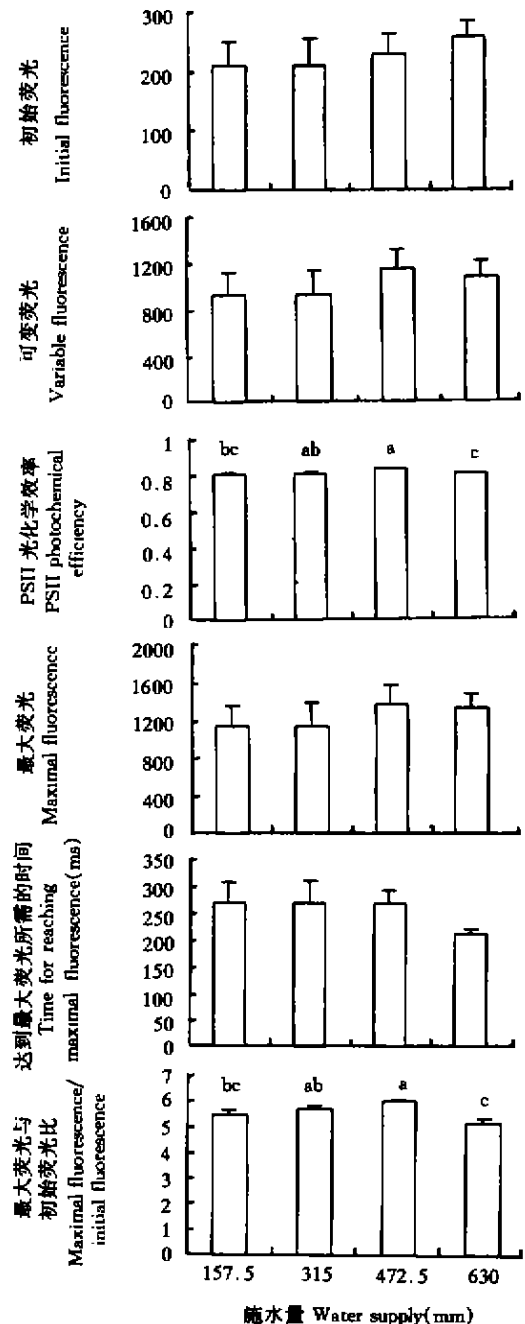 初始荧光
Initial fluorescence
300
200
100
0
可变荧光
Variable fluorescence
1600
1200
800
400
0
PSII 光化学效率
PSII photochemical
efficiency
1
0.8
0.6
0.4
0.2
0
bc
ab
a
c
最大荧光
Maximal fluorescence
2000
1600
1200
800
400
0
达到最大荧光所需的时间
Time for reaching
maximal fluorescence(ms)
350
300
250
200
150
100
50
0
最大荧光与
初始荧光比
Maximal fluorescence/
initial fluorescence
7
6
5
4
3
2
1
0
bc
ab
a
c
157.5
315
472.5
630
施水量 Water supply(mm)